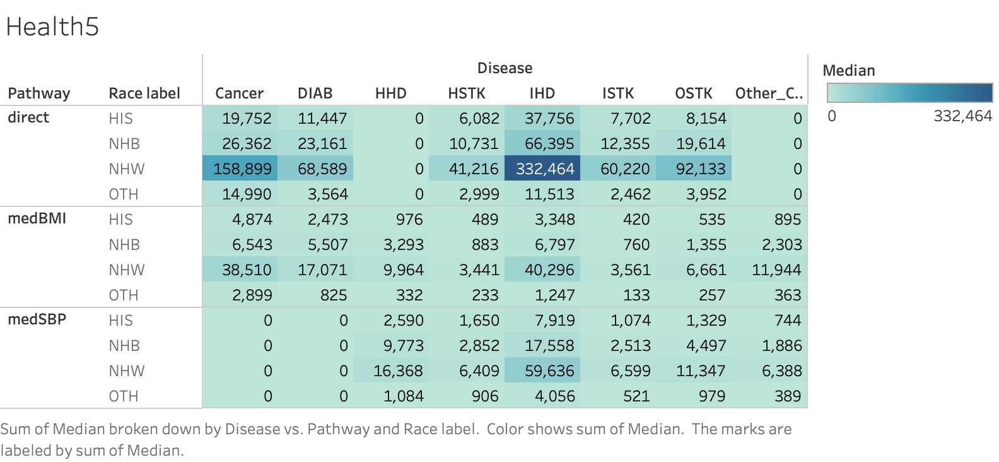 Health5
Disease
Pathway Race label Cancer DIAB HHD HSTK IHD ISTK OSTK Other_C..
direct HIS 19,752 11,447 0 6,082 37,756 7,702 8,154 0
NHB 26,362 23,161 0 10,731 66,395 12,355 19,614 0
NHW 158,899 68,589 0 41,216 332,464 60,220 92,133 0
OTH 14,990 3,564 0 2,999 11,513 2,462 3,952 0
medBMI HIS 4,874 2,473 976 489 3,348 420 535 895
NHB 6,543 5,507 3,293 883 6,797 760 1,355 2,303
NHW 38,510 17,071 9,964 3,441 40,296 3,561 6,661 11,944
OTH 2,899 825 332 233 1,247 133 257 363
medSBP HIS 0 0 2,590 1,650 7,919 1,074 1,329 744
NHB 0 0 9,773 2,852 17,558 2,513 4,497 1,886
NHW 0 0 16,368 6,409 59,636 6,599 11,347 6,388
OTH 0 0 1,084 906 4,056 521 979 389
Median
0 332,464
Sum of Median broken down by Disease vs. Pathway and Race label.  Color shows sum of Median.  The marks are
labeled by sum of Median.